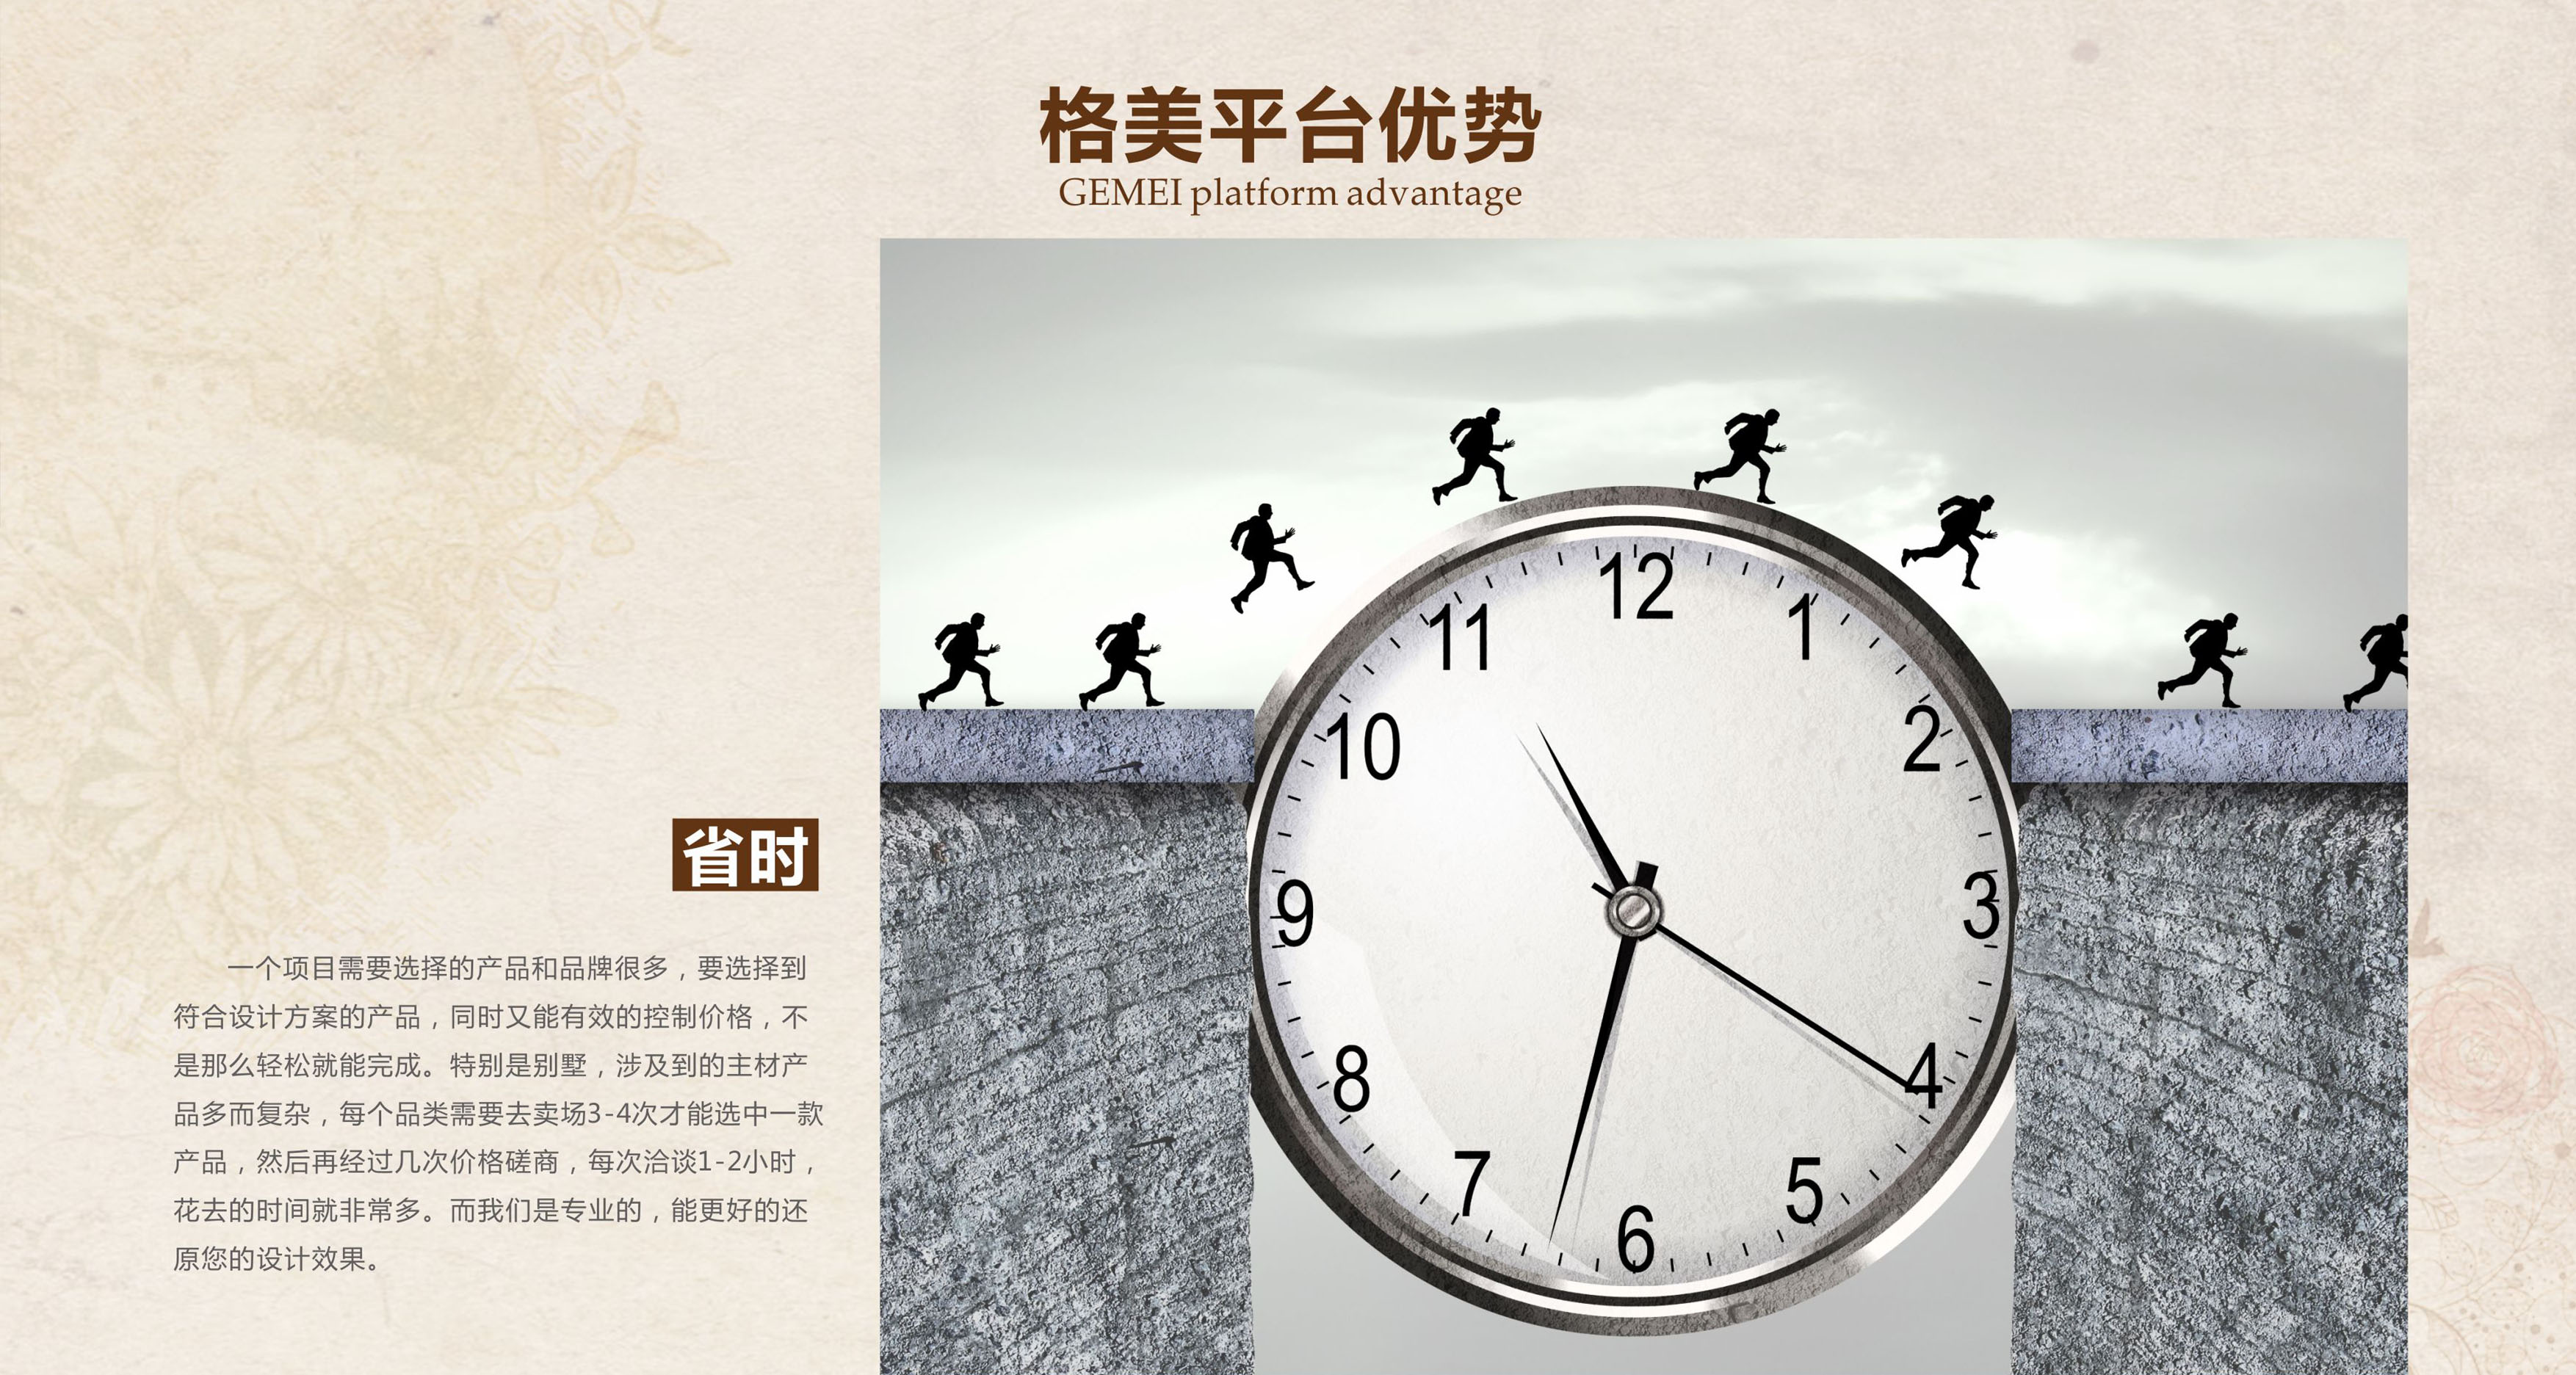 格美平台优势
GEMEI platform advantage
省时
一个项目需要选择的产品和品牌很多，要选择到
符合设计方案的产品，同时又能有效的控制价格，不
是那么轻松就能完成。特别是别墅，涉及到的主材产
品多而复杂，每个品类需要去卖场3-4次才能选中一款
产品，然后再经过几次价格磋商，每次洽谈1-2小时，
花去的时间就非常多。而我们是专业的，能更好的还
原您的设计效果。
12
1
2
3
4
5
6
7
8
9
10
11